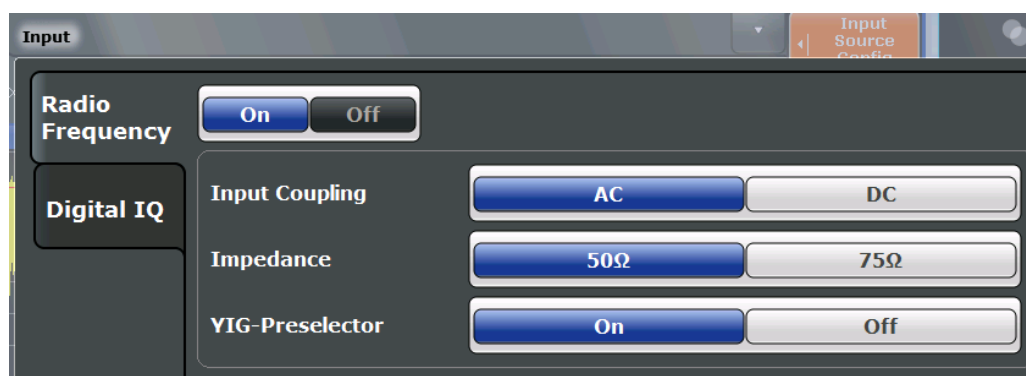 Input
Input
Source
Config
Radio
Frequency
On Off
Digital IQ
Input Coupling AC DC
Impedance 50Ω 75Ω
YIG-Preselector On Off